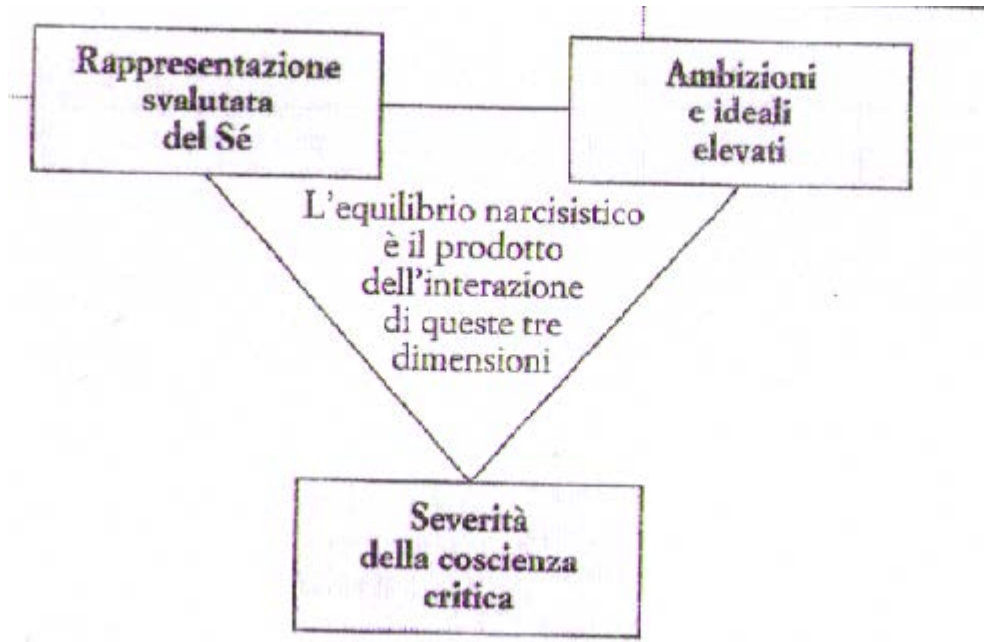 Rappresentazione
svalutata
del Sé
Ambizioni
e ideali
elevati
L'equilibrio narcisistico
è il prodotto
dell'interazione
di queste tre
dimensioni
Severità
della coscienza
critica